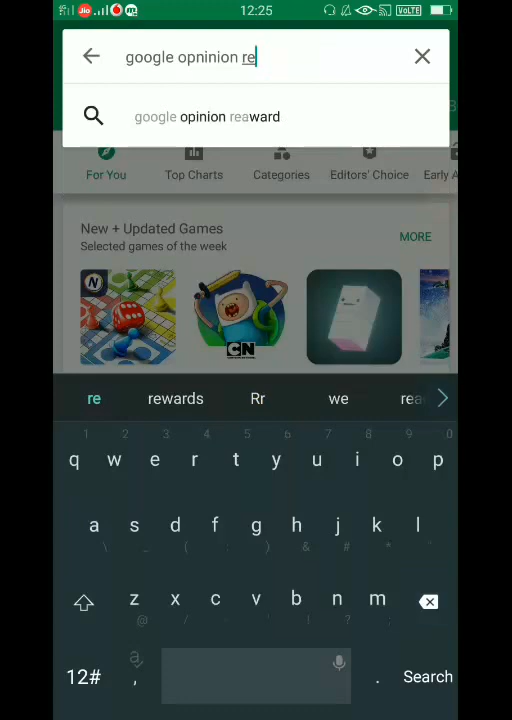 Jio 12:25 VoLTE
google opninion re
google opinion reaward
For You Top Charts Categories Editors' Choice Early A
New + Updated Games
Selected games of the week
MORE
N
CN
re rewards Rr we rea
1 2 3 4 5 6 7 8 9 0
q w e r t y u i o p
a s d f g h j k l
\ _ ( : ) & # * "
z x c v b n m
@ / - ' ! ? ;
12# , . Search